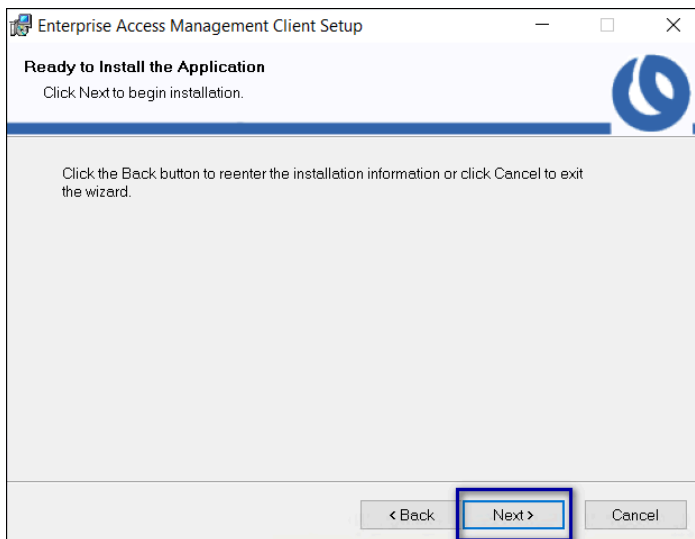 Enterprise Access Management Client Setup
Ready to Install the Application
Click Next to begin installation.
Click the Back button to reenter the installation information or click Cancel to exit
the wizard.
< Back Next > Cancel